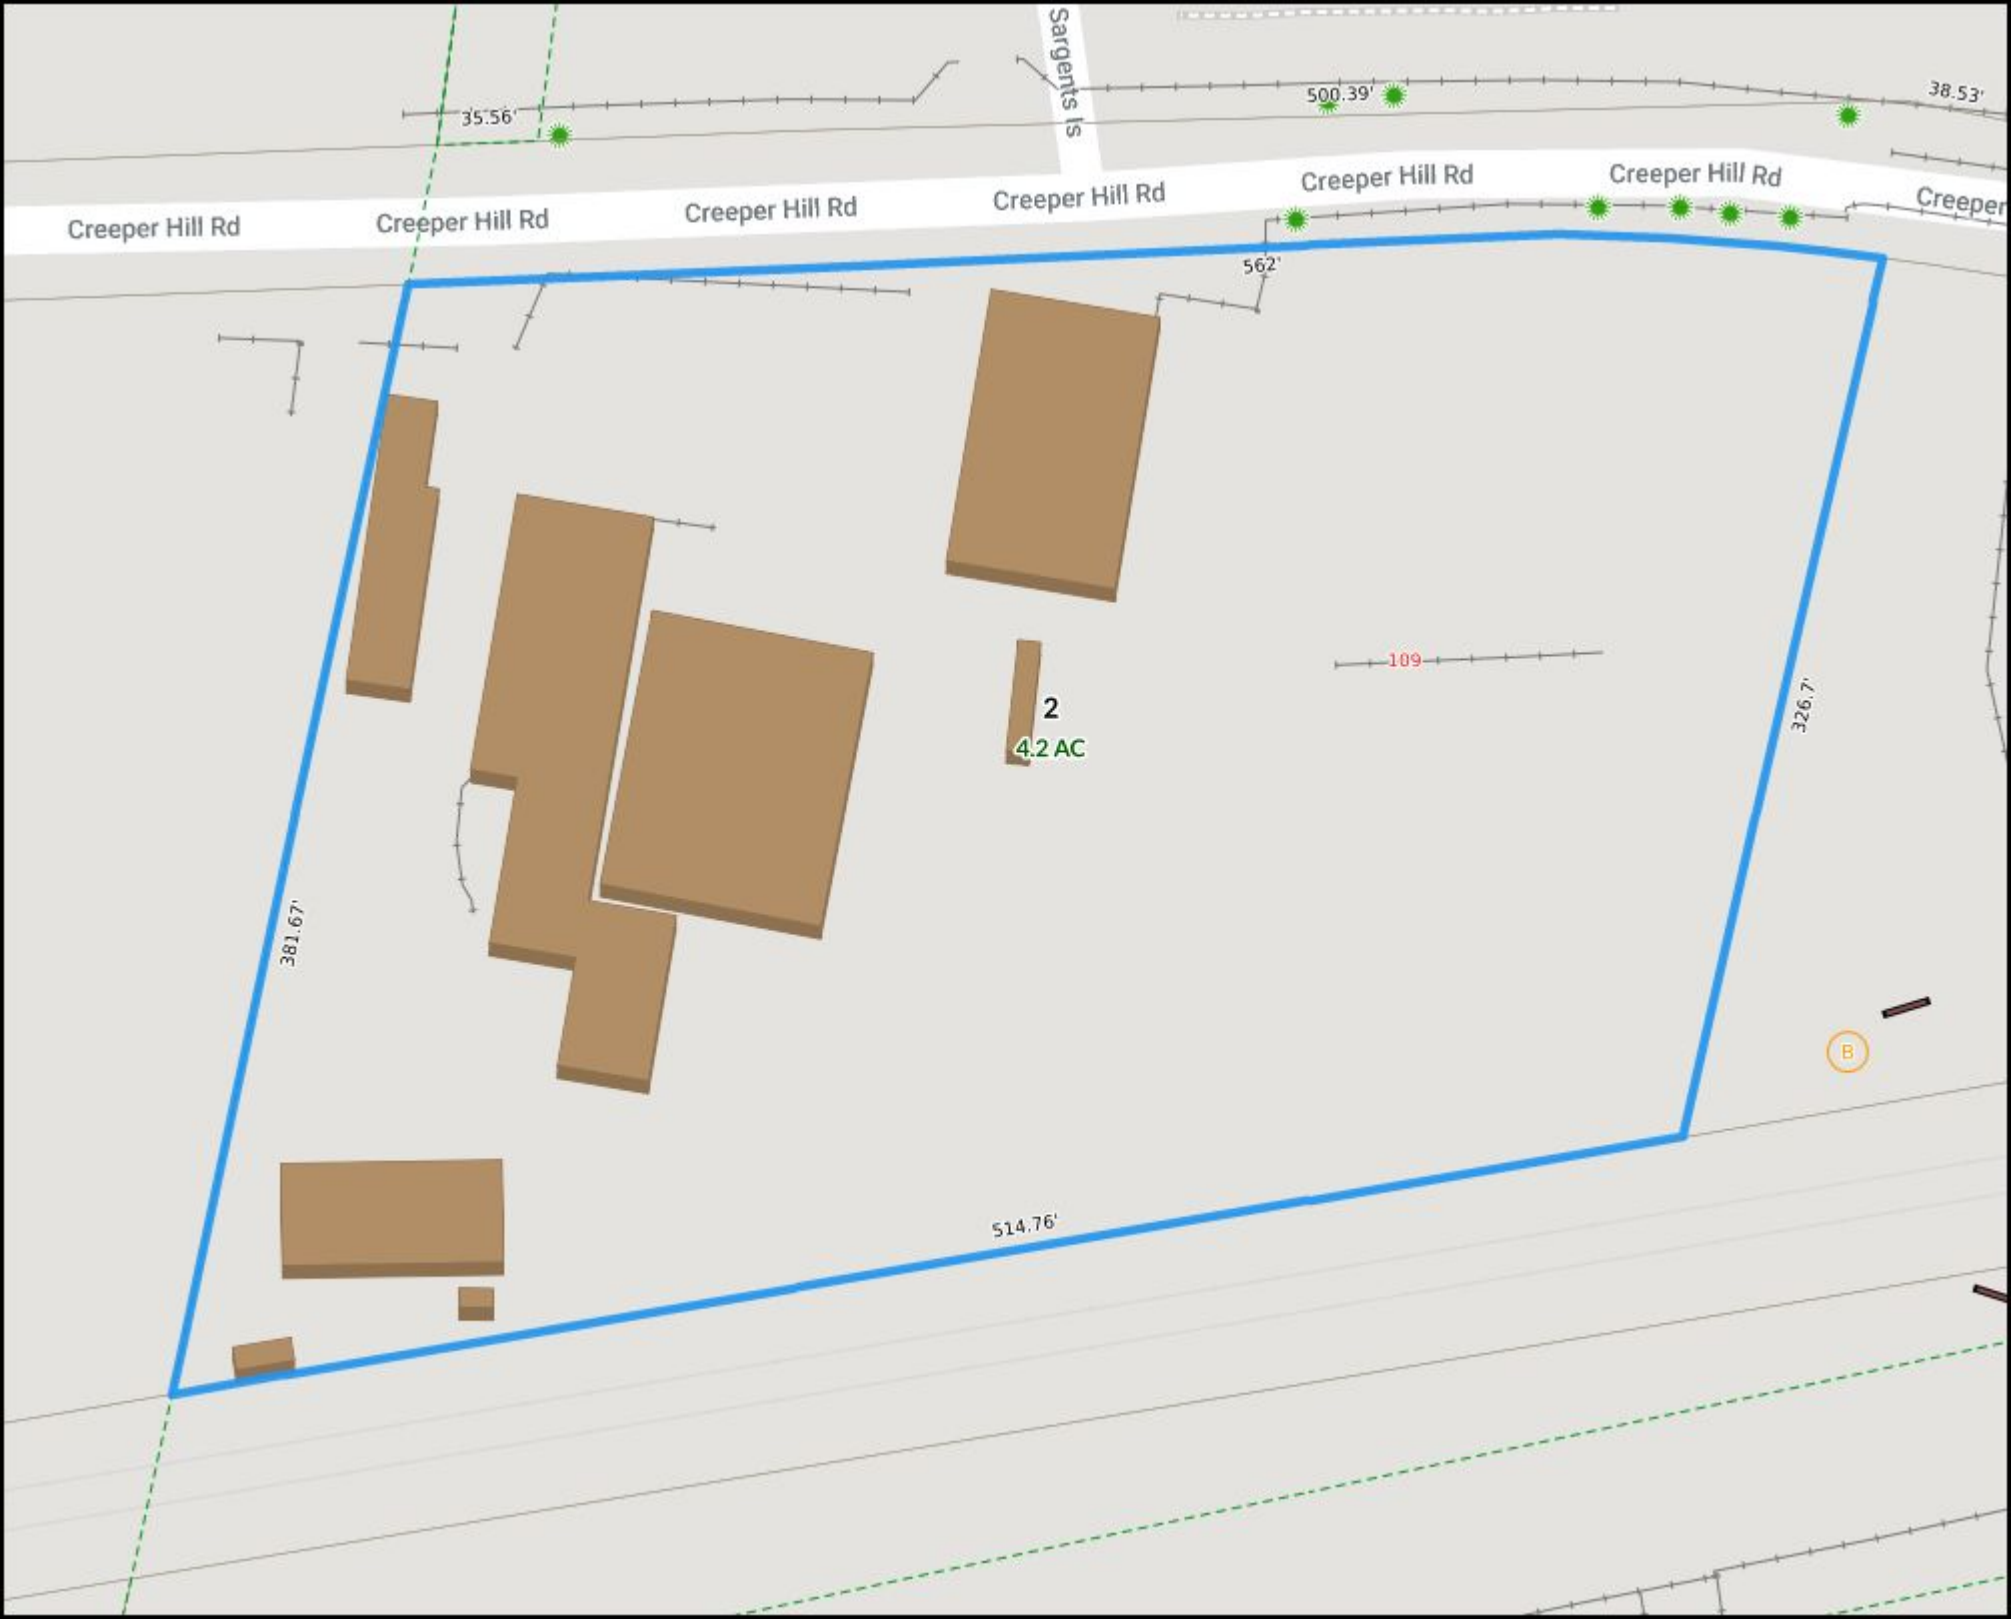 Sargents ls
38.53'
500.39'
35.56'
Creeper Hill Rd
Creeper Hill Rd
Creeper Hill Rd
Creeper Hill Rd
Creeper Hill Rd
Creeper Hill Rd
Creeper
562'
109
2
4.2 AC
326.7'
381.67'
B
514.76'